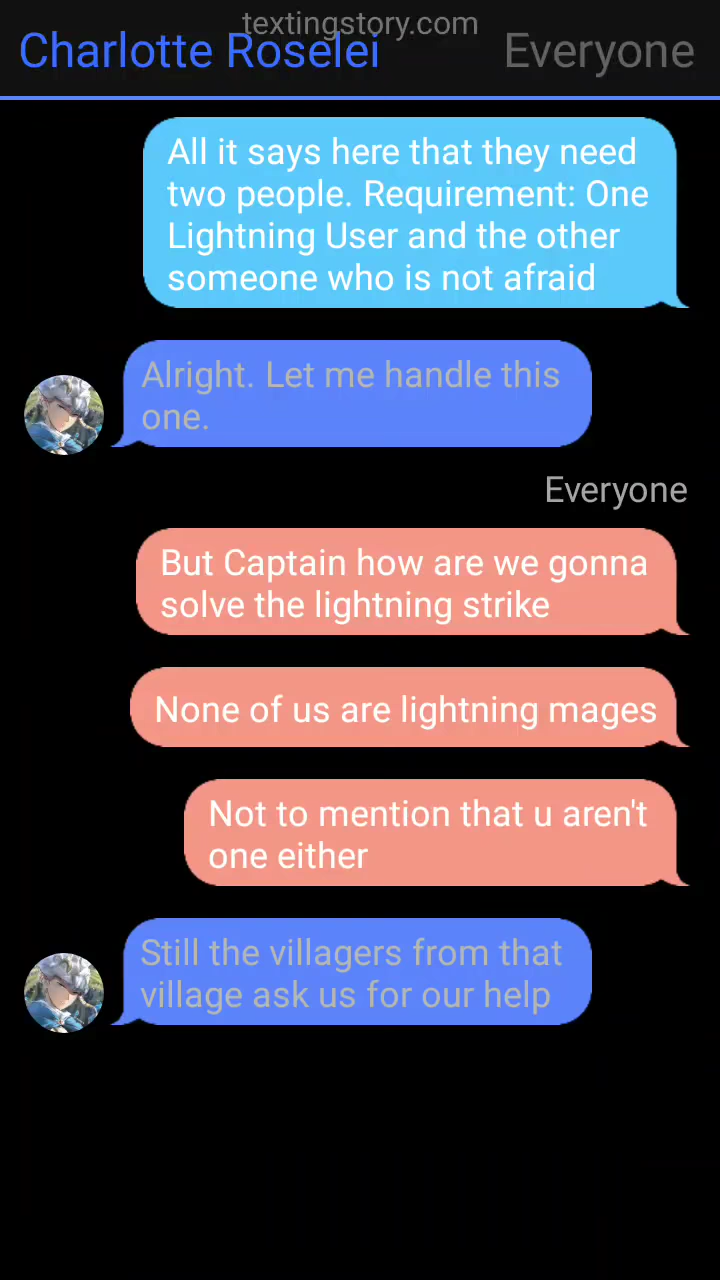 textingstory.com
Charlotte Roselei
Everyone
All it says here that they need
two people. Requirement: One
Lightning User and the other
someone who is not afraid
Alright. Let me handle this
one.
Everyone
But Captain how are we gonna
solve the lightning strike
None of us are lightning mages
Not to mention that u aren't
one either
Still the villagers from that
village ask us for our help